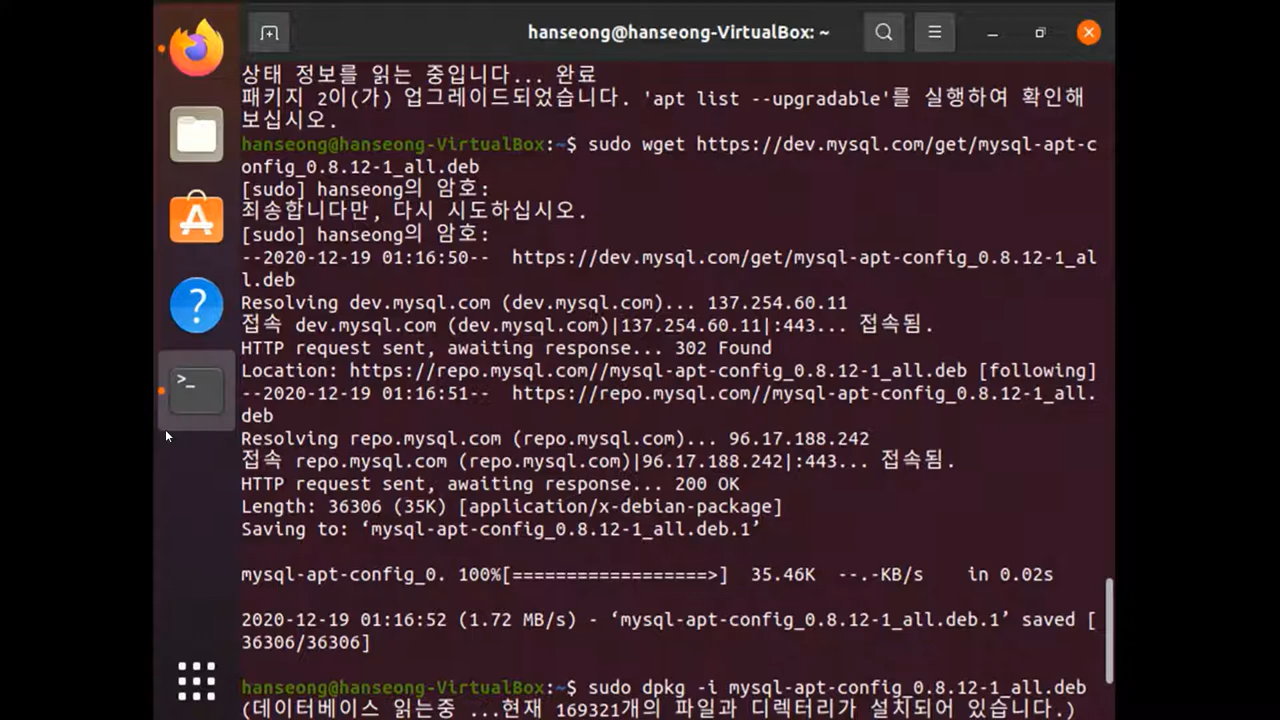 hanseong@hanseong-VirtualBox: ~
상태 정보를 읽는 중입니다... 완료
패키지 2이(가) 업그레이드되었습니다. 'apt list --upgradable'를 실행하여 확인해
보십시오.
hanseong@hanseong-VirtualBox:~$ sudo wget https://dev.mysql.com/get/mysql-apt-c
onfig_0.8.12-1_all.deb
[sudo] hanseong의 암호:
죄송합니다만, 다시 시도하십시오.
[sudo] hanseong의 암호:
--2020-12-19 01:16:50--  https://dev.mysql.com/get/mysql-apt-config_0.8.12-1_al
l.deb
Resolving dev.mysql.com (dev.mysql.com)... 137.254.60.11
접속 dev.mysql.com (dev.mysql.com)|137.254.60.11|:443... 접속됨.
HTTP request sent, awaiting response... 302 Found
Location: https://repo.mysql.com//mysql-apt-config_0.8.12-1_all.deb [following]
--2020-12-19 01:16:51--  https://repo.mysql.com//mysql-apt-config_0.8.12-1_all.
deb
Resolving repo.mysql.com (repo.mysql.com)... 96.17.188.242
접속 repo.mysql.com (repo.mysql.com)|96.17.188.242|:443... 접속됨.
HTTP request sent, awaiting response... 200 OK
Length: 36306 (35K) [application/x-debian-package]
Saving to: ‘mysql-apt-config_0.8.12-1_all.deb.1’
mysql-apt-config_0. 100%[==================>]  35.46K  --.-KB/s    in 0.02s
2020-12-19 01:16:52 (1.72 MB/s) - ‘mysql-apt-config_0.8.12-1_all.deb.1’ saved [
36306/36306]
hanseong@hanseong-VirtualBox:~$ sudo dpkg -i mysql-apt-config_0.8.12-1_all.deb
(데이터베이스 읽는중 ...현재 169321개의 파일과 디렉터리가 설치되어 있습니다.)